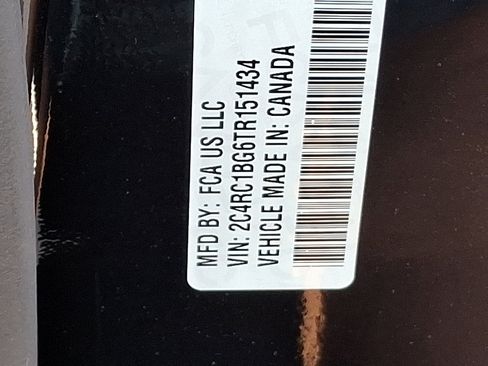 MFD BY: FCA US LLC
VIN: 2C4RC1BG6TR151434
VEHICLE MADE IN: CANADA